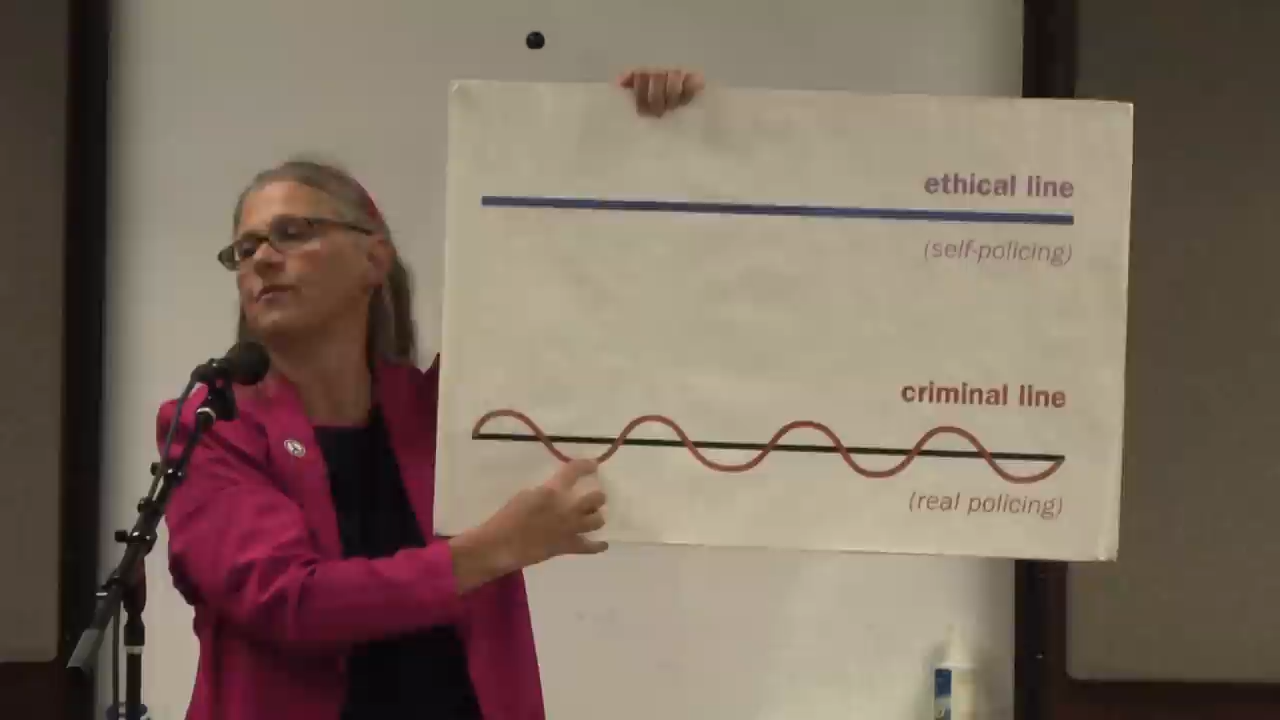 ethical line
(self-policing)
criminal line
(real policing)